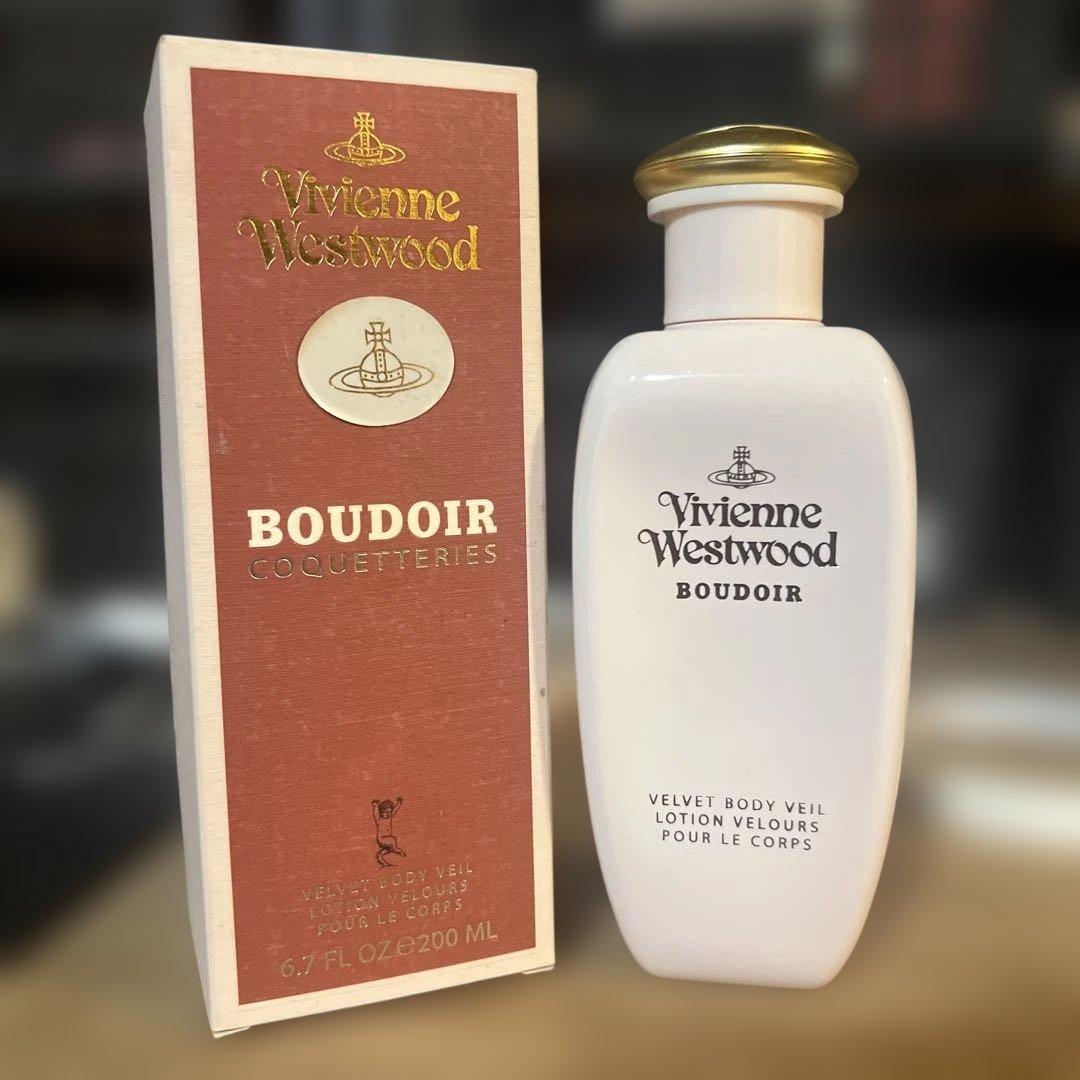 Vivienne
Westwood
BOUDOIR
COQUETTERIES
VELVET BODY VEIL
LOTION VELOURS
POUR LE CORPS
6.7 FL OZ e 200 ML
Vivienne
Westwood
BOUDOIR
VELVET BODY VEIL
LOTION VELOURS
POUR LE CORPS